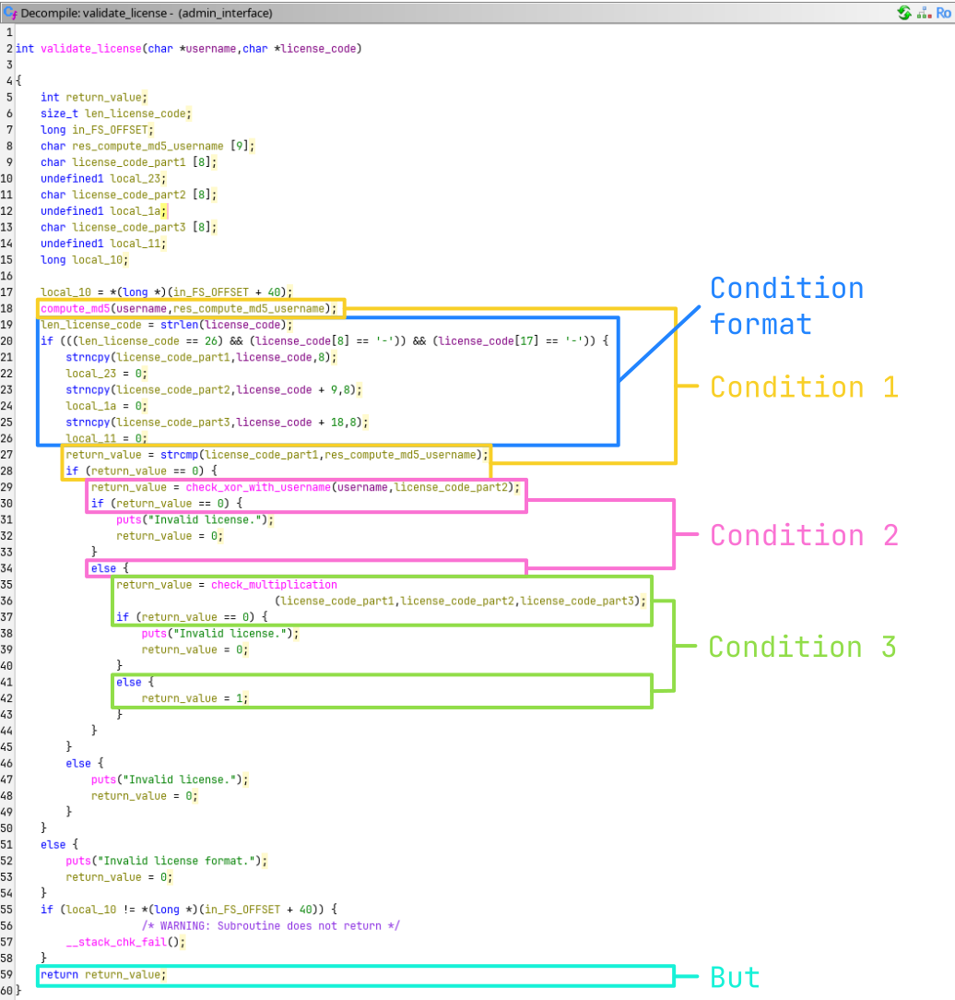 Decompile: validate_license - (admin_interface)
Ro
1
2 int validate_license(char *username,char *license_code)
3
4 {
5 int return_value;
6 size_t len_license_code;
7 long in_FS_OFFSET;
8 char res_compute_md5_username [9];
9 char license_code_part1 [8];
10 undefined1 local_23;
11 char license_code_part2 [8];
12 undefined1 local_1a;
13 char license_code_part3 [8];
14 undefined1 local_11;
15 long local_10;
16
17 local_10 = *(long *)(in_FS_OFFSET + 40);
18 compute_md5(username,res_compute_md5_username);
19 len_license_code = strlen(license_code);
20 if (((len_license_code == 26) && (license_code[8] == '-')) && (license_code[17] == '-')) {
21 strncpy(license_code_part1,license_code,8);
22 local_23 = 0;
23 strncpy(license_code_part2,license_code + 9,8);
24 local_1a = 0;
25 strncpy(license_code_part3,license_code + 18,8);
26 local_11 = 0;
27 return_value = strcmp(license_code_part1,res_compute_md5_username);
28 if (return_value == 0) {
29 return_value = check_xor_with_username(username,license_code_part2);
30 if (return_value == 0) {
31 puts("Invalid license.");
32 return_value = 0;
33 }
34 else {
35 return_value = check_multiplication
36 (license_code_part1,license_code_part2,license_code_part3);
37 if (return_value == 0) {
38 puts("Invalid license.");
39 return_value = 0;
40 }
41 else {
42 return_value = 1;
43 }
44 }
45 }
46 else {
47 puts("Invalid license.");
48 return_value = 0;
49 }
50 }
51 else {
52 puts("Invalid license format.");
53 return_value = 0;
54 }
55 if (local_10 != *(long *)(in_FS_OFFSET + 40)) {
56 /* WARNING: Subroutine does not return */
57 __stack_chk_fail();
58 }
59 return return_value;
60 }
Condition
format
Condition 1
Condition 2
Condition 3
But